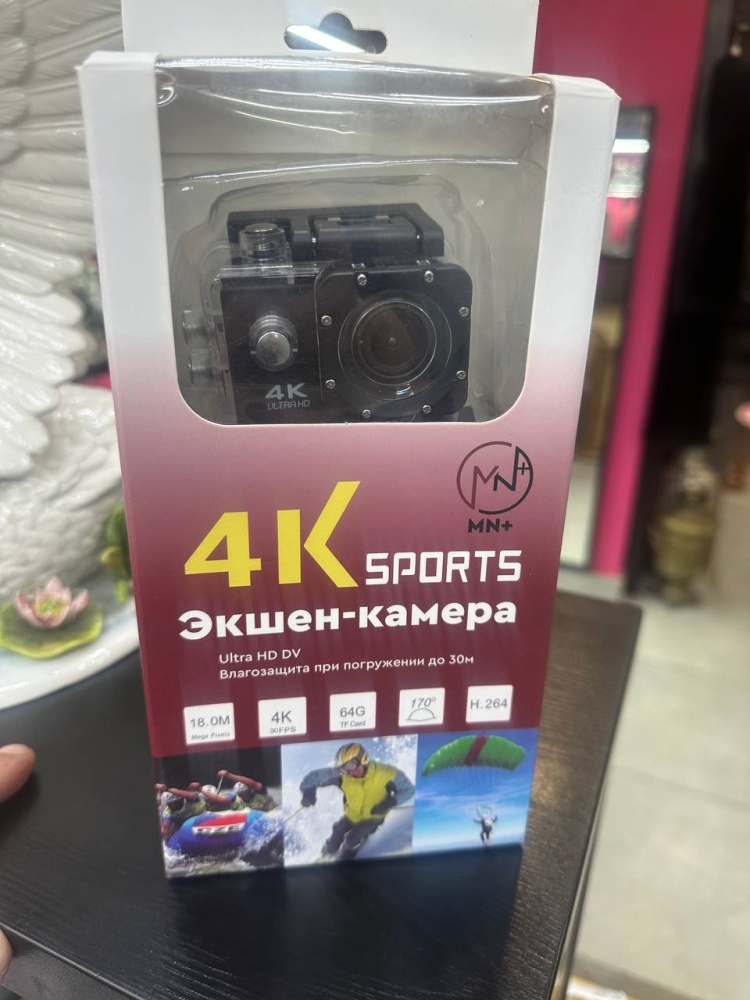 4K
ULTRA HD
MN+
MN+
4K SPORTS
Экшен-камера
Ultra HD DV
Влагозащита при погружении до 30м
18.0M
Mega Pixels
4K
30FPS
64G
TF Card
170°
H.264